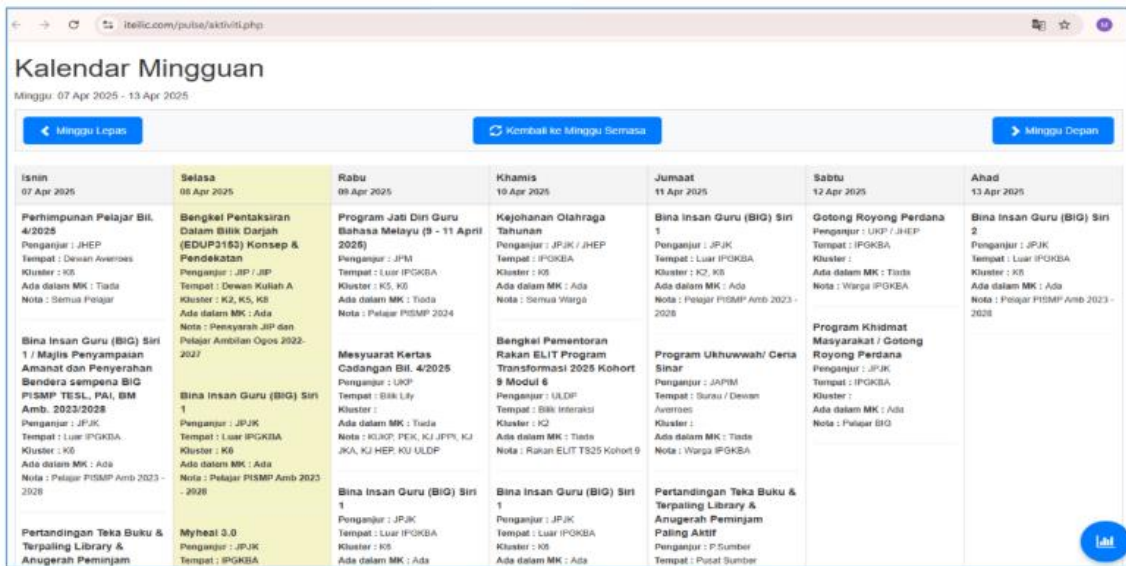 iteilic.com/pulse/aktiviti.php
M
Kalendar Mingguan
Minggu: 07 Apr 2025 - 13 Apr 2025
Minggu Lepas
Kembali ke Minggu Semasa
Minggu Depan
Isnin
07 Apr 2025
Perhimpunan Pelajar Bil.
4/2025
Penganjur : JHEP
Tempat : Dewan Averroes
Kluster : K6
Ada dalam MK : Tiada
Nota : Semua Pelajar
Bina Insan Guru (BIG) Siri
1 / Majlis Penyampaian
Amanat dan Penyerahan
Bendera sempena BIG
PISMP TESL, PAI, BM
Amb. 2023/2028
Penganjur : JPJK
Tempat : Luar IPGKBA
Kluster : K6
Ada dalam MK : Ada
Nota : Pelajar PISMP Amb 2023 -
2028
Pertandingan Teka Buku &
Terpaling Library &
Anugerah Peminjam
Selasa
08 Apr 2025
Bengkel Pentaksiran
Dalam Bilik Darjah
(EDUP3153) Konsep &
Pendekatan
Penganjur : JIP / JIP
Tempat : Dewan Kuliah A
Kluster : K2, K5, K8
Ada dalam MK : Ada
Nota : Pensyarah JIP dan
Pelajar Ambilan Ogos 2022-
2027
Bina Insan Guru (BIG) Siri
1
Penganjur : JPJK
Tempat : Luar IPGKBA
Kluster : K6
Ada dalam MK : Ada
Nota : Pelajar PISMP Amb 2023
- 2028
Myheal 3.0
Penganjur : JPJK
Tempat : IPGKBA
Rabu
09 Apr 2025
Program Jati Diri Guru
Bahasa Melayu (9 - 11 April
2025)
Penganjur : JPM
Tempat : Luar IPGKBA
Kluster : K5, K6
Ada dalam MK : Tiada
Nota : Pelajar PISMP 2024
Mesyuarat Kertas
Cadangan Bil. 4/2025
Penganjur : UKP
Tempat : Bilik Lily
Kluster :
Ada dalam MK : Tiada
Nota : KUKP, PEK, KJ JPPI, KJ
JKA, KJ HEP, KU ULDP
Bina Insan Guru (BIG) Siri
1
Penganjur : JPJK
Tempat : Luar IPGKBA
Kluster : K6
Ada dalam MK : Ada
Khamis
10 Apr 2025
Kejohanan Olahraga
Tahunan
Penganjur : JPJK / JHEP
Tempat : IPGKBA
Kluster : K6
Ada dalam MK : Ada
Nota : Semua Warga
Bengkel Pementoran
Rakan ELIT Program
Transformasi 2025 Kohort
9 Modul 6
Penganjur : ULDP
Tempat : Bilik Interaksi
Kluster : K2
Ada dalam MK : Tiada
Nota : Rakan ELIT TS25 Kohort 9
Bina Insan Guru (BIG) Siri
1
Penganjur : JPJK
Tempat : Luar IPGKBA
Kluster : K6
Ada dalam MK : Ada
Jumaat
11 Apr 2025
Bina Insan Guru (BIG) Siri
1
Penganjur : JPJK
Tempat : Luar IPGKBA
Kluster : K2, K6
Ada dalam MK : Ada
Nota : Pelajar PISMP Amb 2023 -
2028
Program Ukhuwwah/ Ceria
Sinar
Penganjur : JAPIM
Tempat : Surau / Dewan
Averroes
Kluster :
Ada dalam MK : Tiada
Nota : Warga IPGKBA
Pertandingan Teka Buku &
Terpaling Library &
Anugerah Peminjam
Paling Aktif
Penganjur : P.Sumber
Tempat : Pusat Sumber
Sabtu
12 Apr 2025
Gotong Royong Perdana
Penganjur : UKP / JHEP
Tempat : IPGKBA
Kluster :
Ada dalam MK : Tiada
Nota : Warga IPGKBA
Program Khidmat
Masyarakat / Gotong
Royong Perdana
Penganjur : JPJK
Tempat : IPGKBA
Kluster :
Ada dalam MK : Ada
Nota : Pelajar BIG
Ahad
13 Apr 2025
Bina Insan Guru (BIG) Siri
2
Penganjur : JPJK
Tempat : Luar IPGKBA
Kluster : K6
Ada dalam MK : Ada
Nota : Pelajar PISMP Amb 2023 -
2028